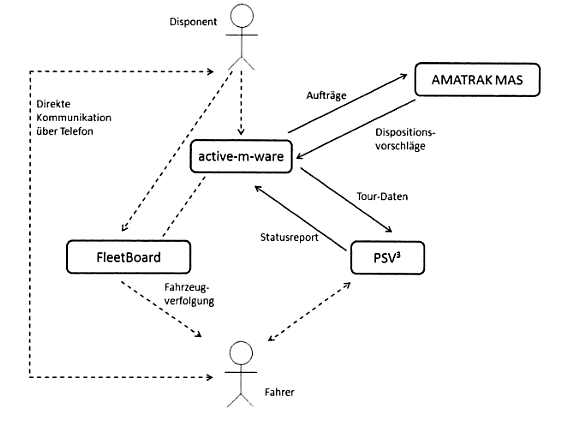 Disponent
AMATRAK MAS
Aufträge
Direkte
Kommunikation
über Telefon
Dispositions-
vorschläge
active-m-ware
Tour-Daten
Statusreport
FleetBoard
PSV³
Fahrzeug-
verfolgung
Fahrer